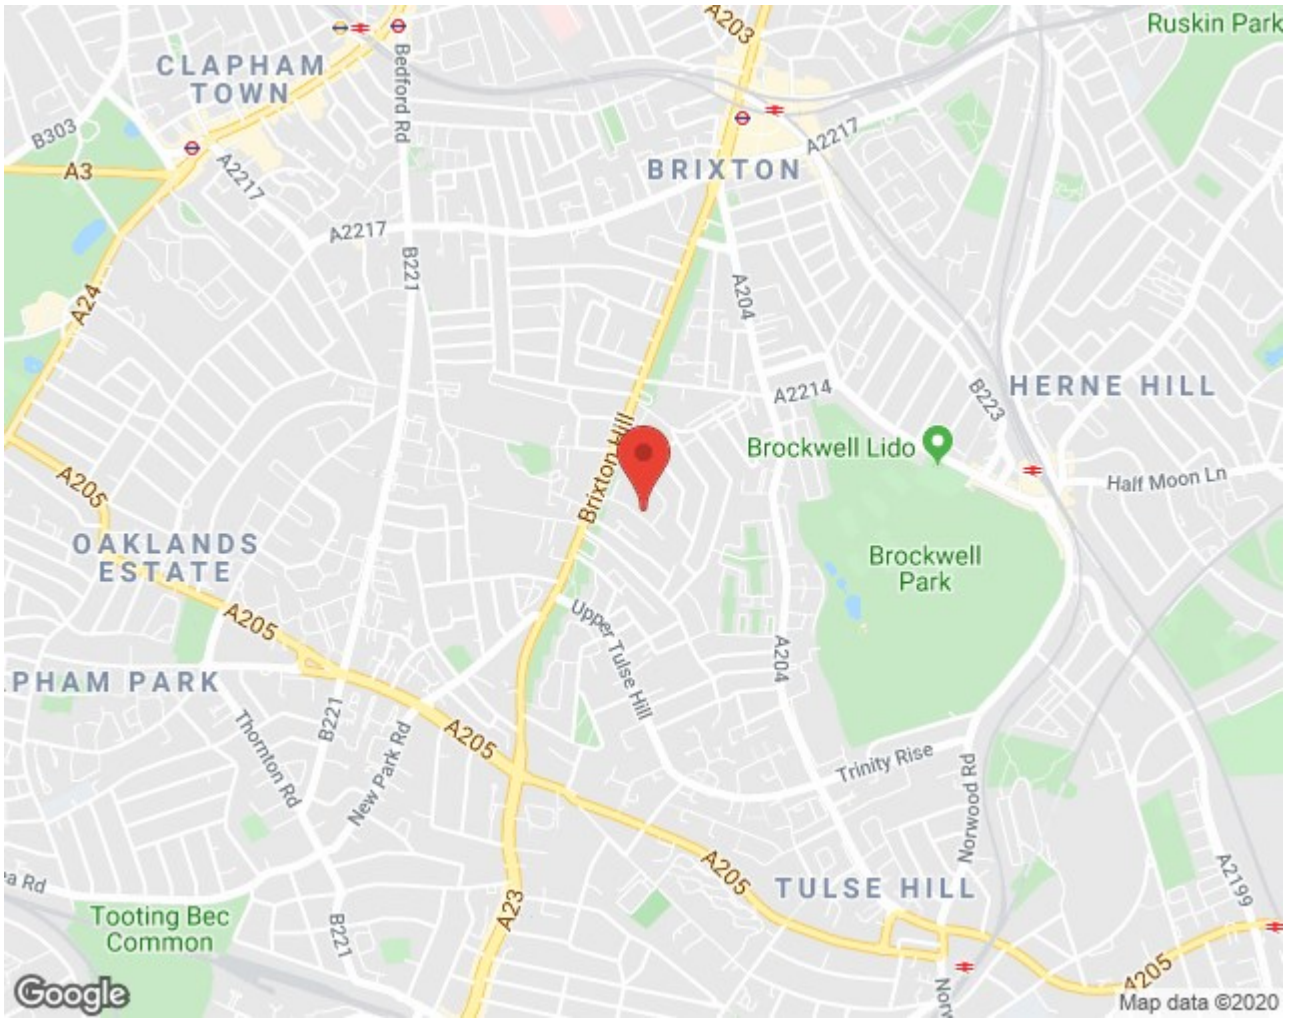 A203
Ruskin Park
CLAPHAM
TOWN
Bedford Rd
B303
A2217
BRIXTON
A3
A2217
A2217
B221
A204
A24
A2214
B223
HERNE HILL
Brixton Hill
Brockwell Lido
Half Moon Ln
A205
OAKLANDS
ESTATE
Brockwell
Park
A205
Upper Tulse Hill
A204
PHAM PARK
B221
Thornton Rd
New Park Rd
A205
Trinity Rise
Norwood Rd
A205
TULSE HILL
A2199
ea Rd
A23
Tooting Bec
Common
B221
A205
Norw
Google
Map data ©2020